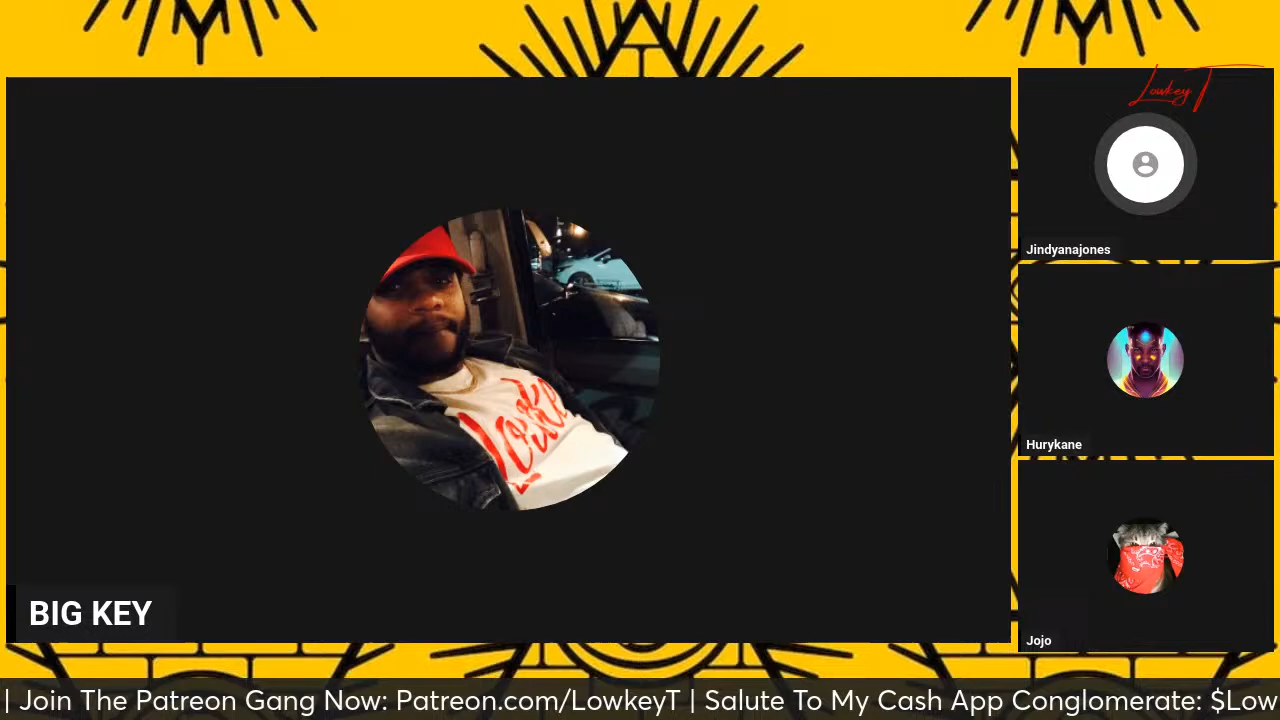 Lowkey T
Jindyanajones
Hurykane
Jojo
BIG KEY
| Join The Patreon Gang Now: Patreon.com/LowkeyT | Salute To My Cash App Conglomerate: $Low